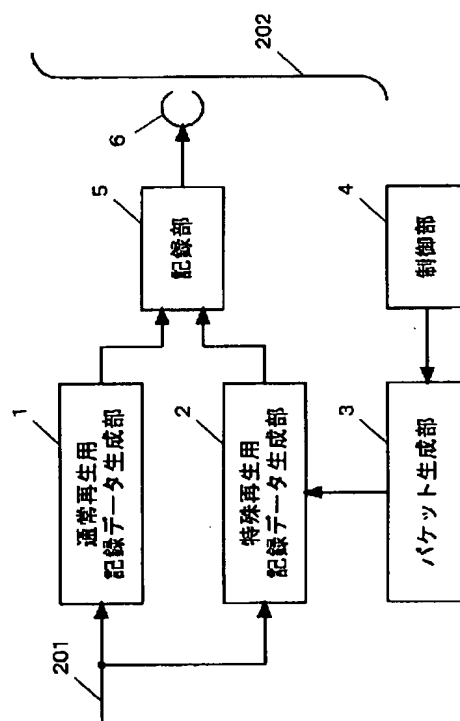 201
1
通常再生用
記録データ生成部
2
特殊再生用
記録データ生成部
3
パケット生成部
4
制御部
5
記録部
6
202